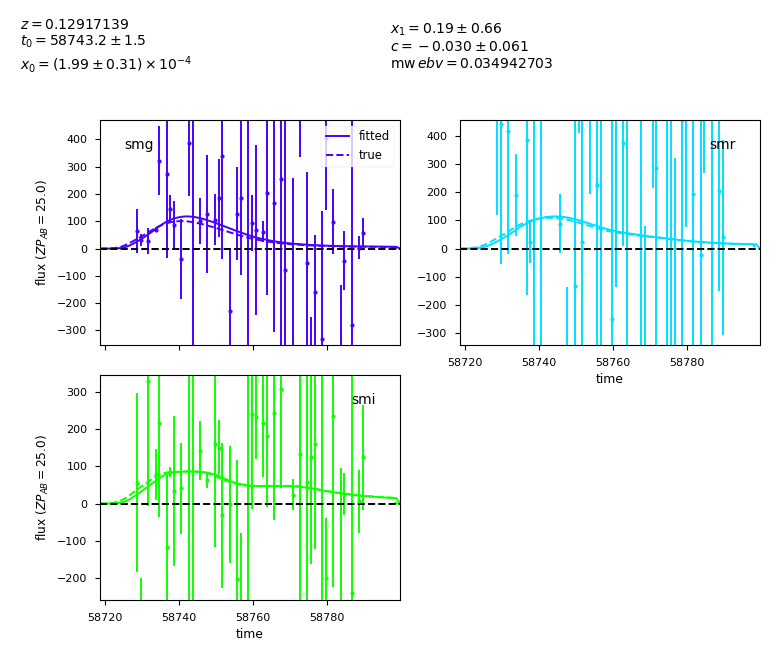 z = 0.12917139
t₀ = 58743.2 ± 1.5
x₀ = (1.99 ± 0.31) × 10⁻⁴
x₁ = 0.19 ± 0.66
c = −0.030 ± 0.061
mw ebv = 0.034942703
400
300
200
100
0
−100
−200
−300
flux (ZP_AB = 25.0)
smg
fitted
true
400
300
200
100
0
−100
−200
−300
smr
58720 58740 58760 58780
time
300
200
100
0
−100
−200
flux (ZP_AB = 25.0)
smi
58720 58740 58760 58780
time